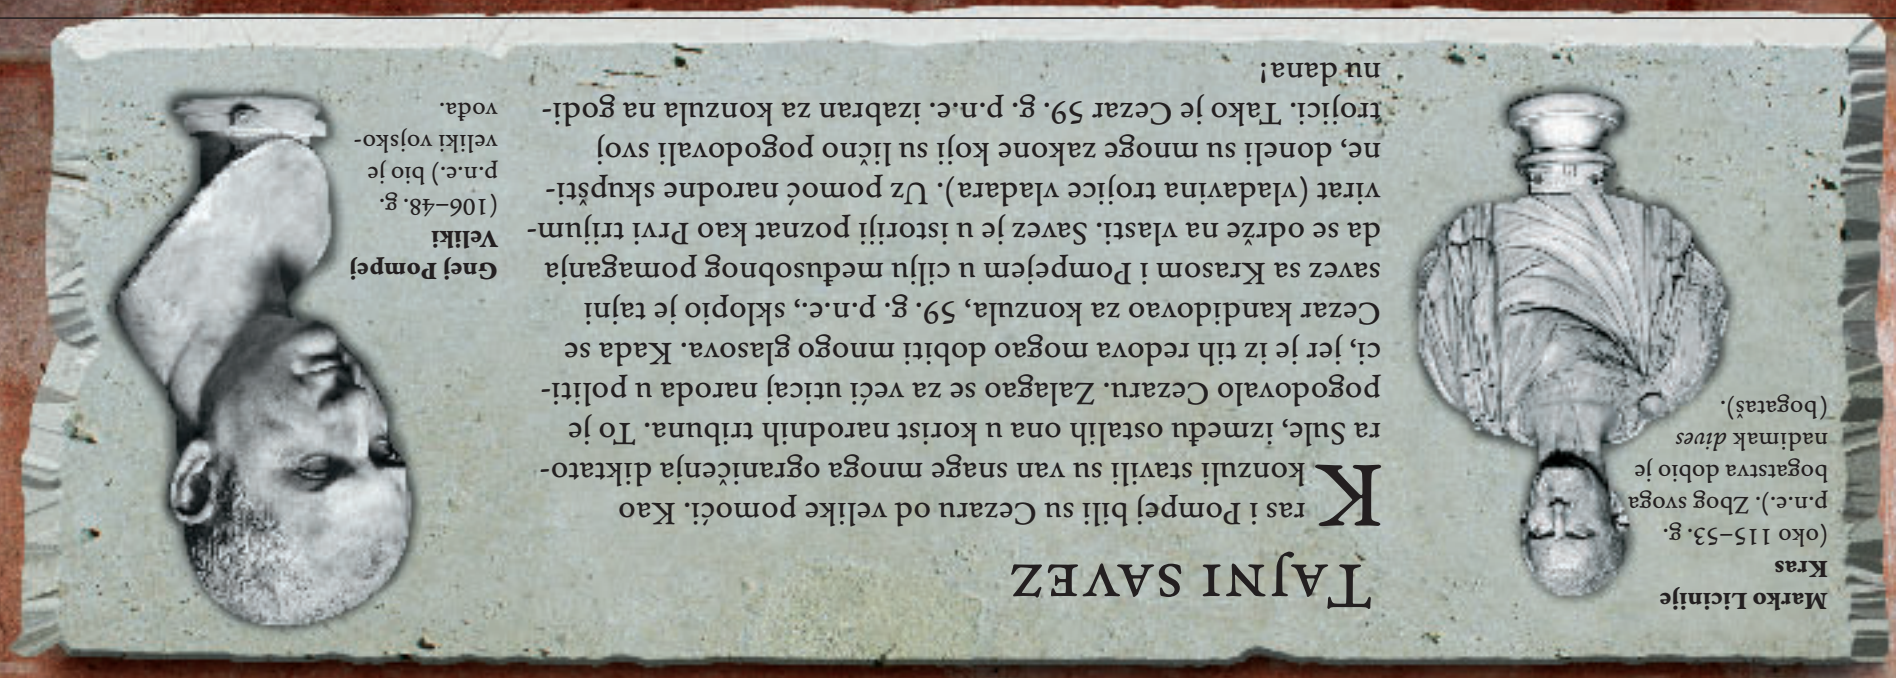 TAJNI SAVEZ
Kras i Pompej bili su Cezaru od velike pomoći. Kao
konzuli stavili su van snage mnoga ograničenja diktato-
ra Sule, između ostalih ona u korist narodnih tribuna. To je
pogodovalo Cezaru. Zalagao se za veći uticaj naroda u politi-
ci, jer je iz tih redova mogao dobiti mnogo glasova. Kada se
Cezar kandidovao za konzula, 59. g. p.n.e., sklopio je tajni
savez sa Krasom i Pompejem u cilju međusobnog pomaganja
da se održe na vlasti. Savez je u istoriji poznat kao Prvi trijum-
virat (vladavina trojice vladara). Uz pomoć narodne skupšti-
ne, doneli su mnoge zakone koji su lično pogodovali svoj
trojici. Tako je Cezar 59. g. p.n.e. izabran za konzula na godi-
nu dana!
Marko Licinije
Kras
(oko 115–53. g.
p.n.e.). Zbog svoga
bogatstva dobio je
nadimak dives
(bogataš).
Gnej Pompej
Veliki
(106–48. g.
p.n.e.) bio je
veliki vojsko-
vođa.